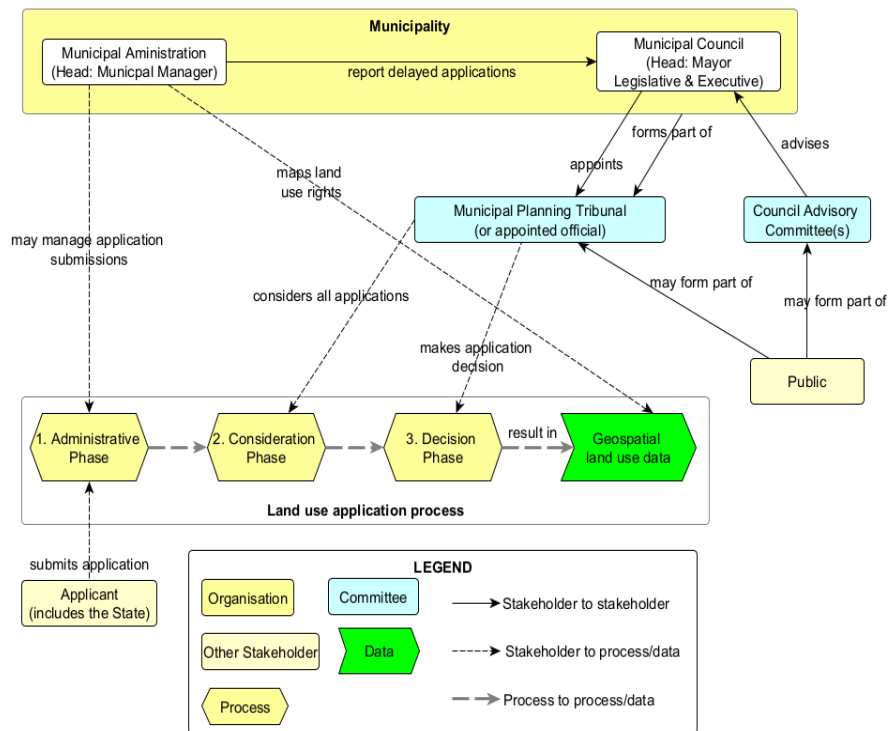 Municipality
Municipal Aministration
(Head: Municpal Manager)
report delayed applications
Municipal Council
(Head: Mayor
Legislative & Executive)
forms part of
appoints
advises
maps land
use rights
Municipal Planning Tribunal
(or appointed official)
Council Advisory
Committee(s)
may manage application
submissions
considers all applications
may form part of
may form part of
makes application
decision
Public
1. Administrative
Phase
2. Consideration
Phase
3. Decision
Phase
result in
Geospatial
land use data
Land use application process
submits application
Applicant
(includes the State)
LEGEND
Organisation
Committee
Stakeholder to stakeholder
Other Stakeholder
Data
Stakeholder to process/data
Process
Process to process/data